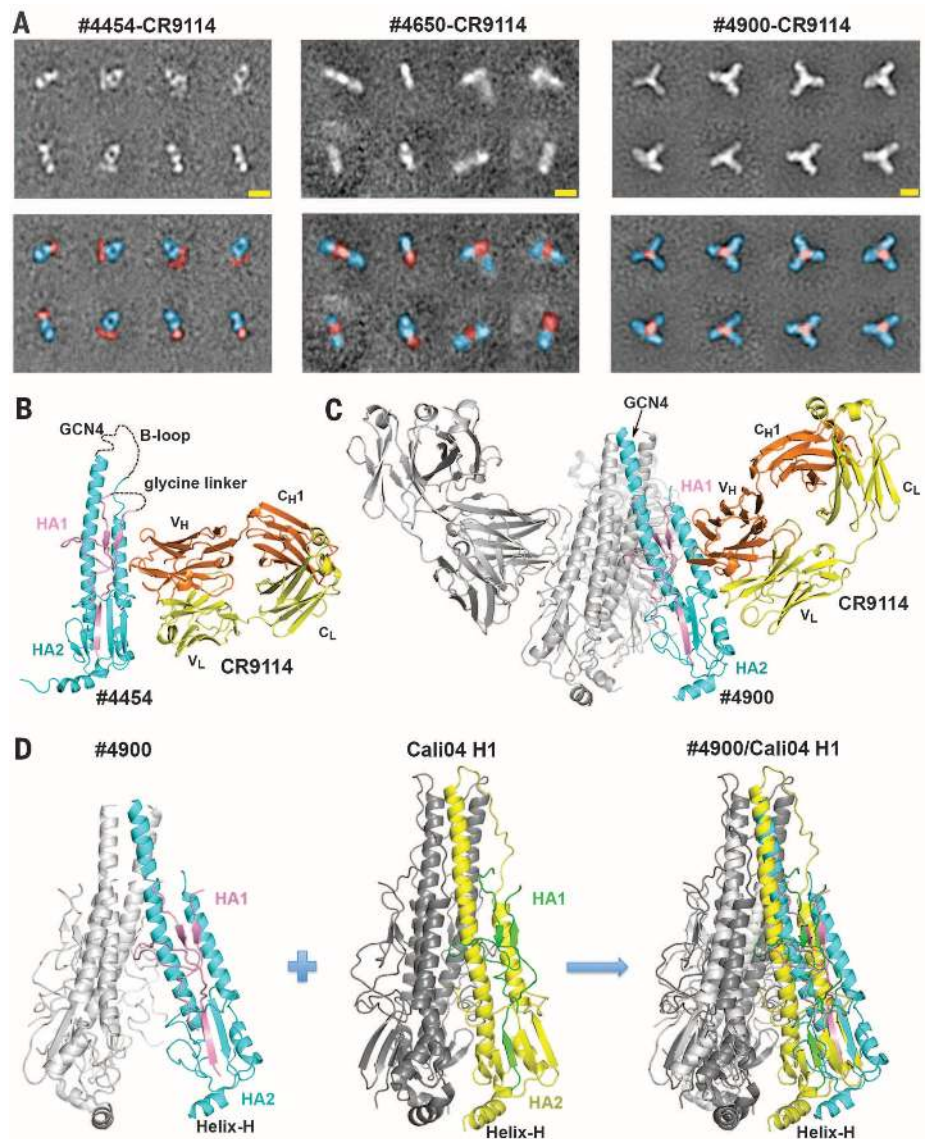 A
#4454-CR9114
#4650-CR9114
#4900-CR9114
B
GCN4
B-loop
glycine linker
VH
CH1
HA1
HA2
VL
CL
CR9114
#4454
C
GCN4
CH1
HA1
VH
CL
VL
CR9114
HA2
#4900
D
#4900
Cali04 H1
#4900/Cali04 H1
HA1
HA1
HA2
HA2
Helix-H
Helix-H
Helix-H